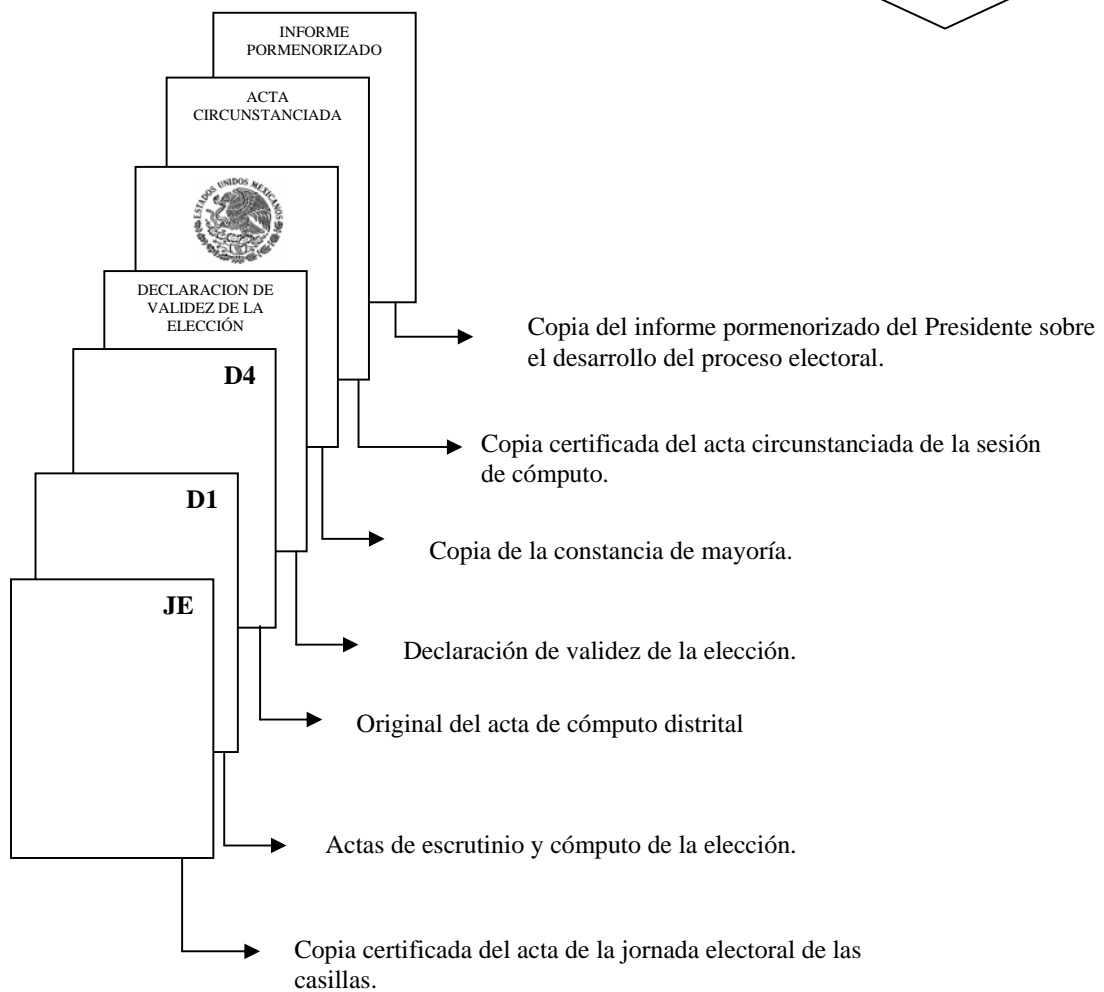 INFORME
PORMENORIZADO
ACTA
CIRCUNSTANCIADA
ESTADOS UNIDOS MEXICANOS
DECLARACION DE
VALIDEZ DE LA
ELECCIÓN
Copia del informe pormenorizado del Presidente sobre
el desarrollo del proceso electoral.
D4
Copia certificada del acta circunstanciada de la sesión
de cómputo.
D1
Copia de la constancia de mayoría.
JE
Declaración de validez de la elección.
Original del acta de cómputo distrital
Actas de escrutinio y cómputo de la elección.
Copia certificada del acta de la jornada electoral de las
casillas.